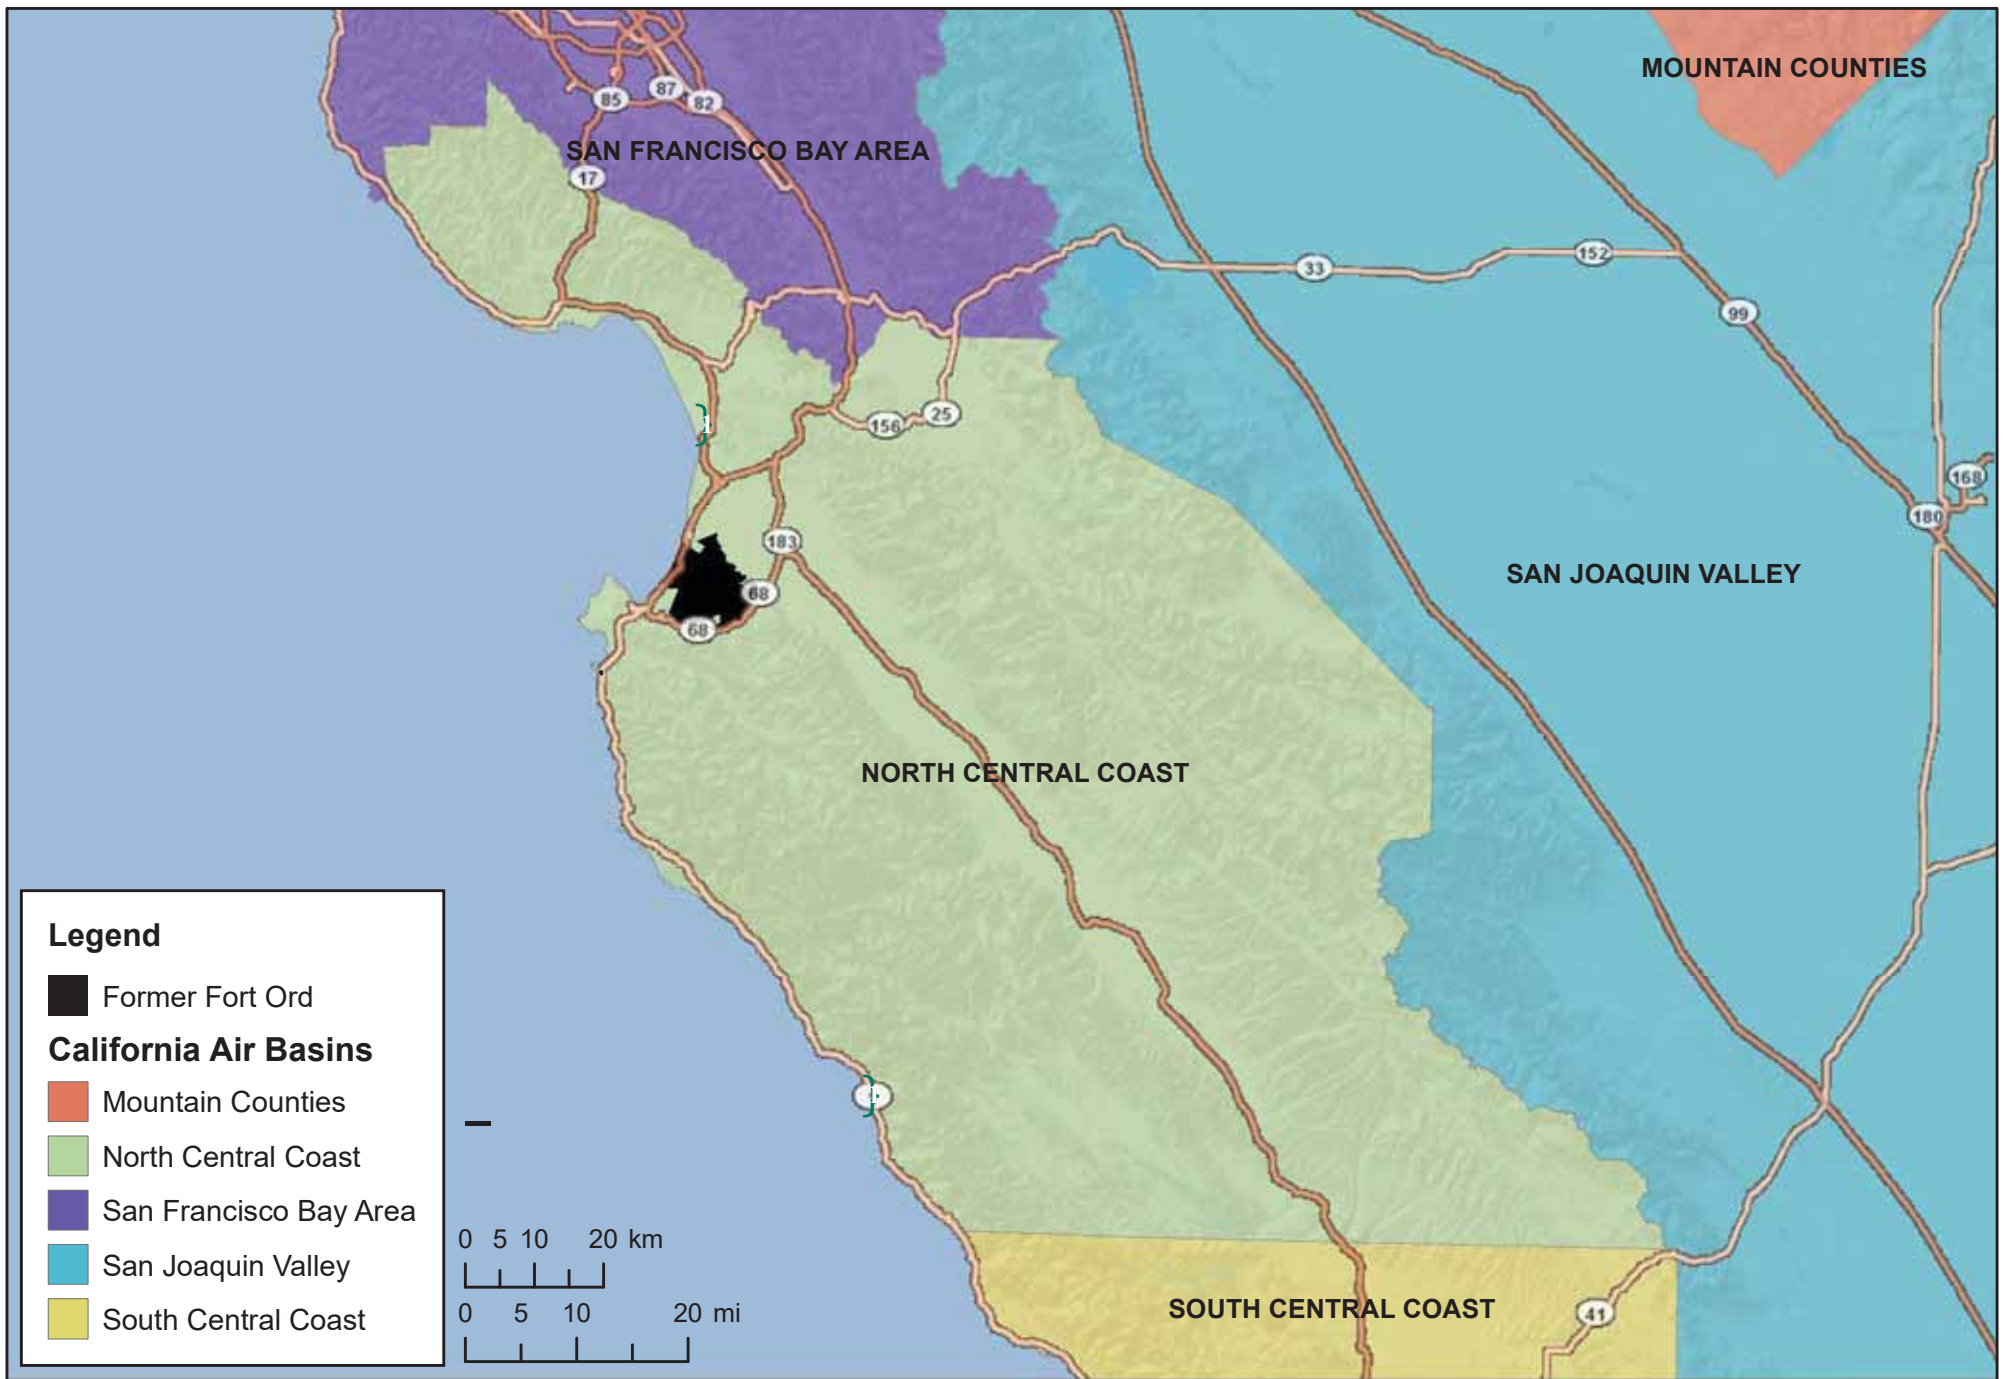 MOUNTAIN COUNTIES
87
85
82
SAN FRANCISCO BAY AREA
17
152
33
99
1
25
156
168
180
183
SAN JOAQUIN VALLEY
68
68
NORTH CENTRAL COAST
Legend
Former Fort Ord
California Air Basins
Mountain Counties
North Central Coast
San Francisco Bay Area
San Joaquin Valley
South Central Coast
1
0 5 10 20 km
0 5 10 20 mi
SOUTH CENTRAL COAST
41